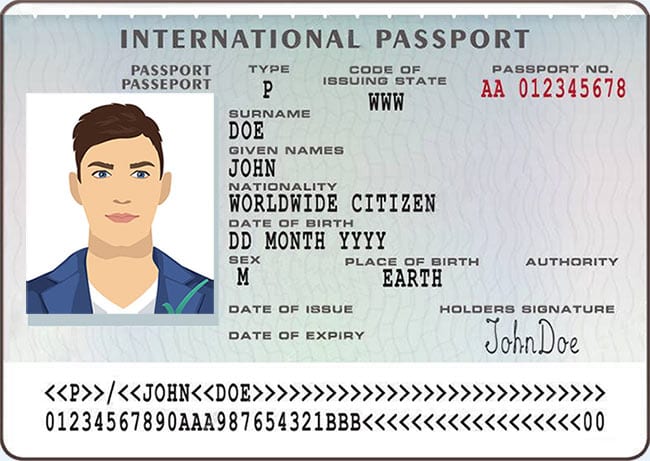 INTERNATIONAL PASSPORT
PASSPORT TYPE CODE OF PASSPORT NO.
PASSEPORT P ISSUING STATE AA 012345678
WWW
SURNAME
DOE
GIVEN NAMES
JOHN
NATIONALITY
WORLDWIDE CITIZEN
DATE OF BIRTH
DD MONTH YYYY
SEX PLACE OF BIRTH AUTHORITY
M EARTH
DATE OF ISSUE HOLDERS SIGNATURE
DATE OF EXPIRY JohnDoe
<<P>>/<<JOHN<<DOE>>>>>>>>>>>>>>>>>>>>>>>>>>>>>>
01234567890AAA987654321BBB<<<<<<<<<<<<<<<<<<<00